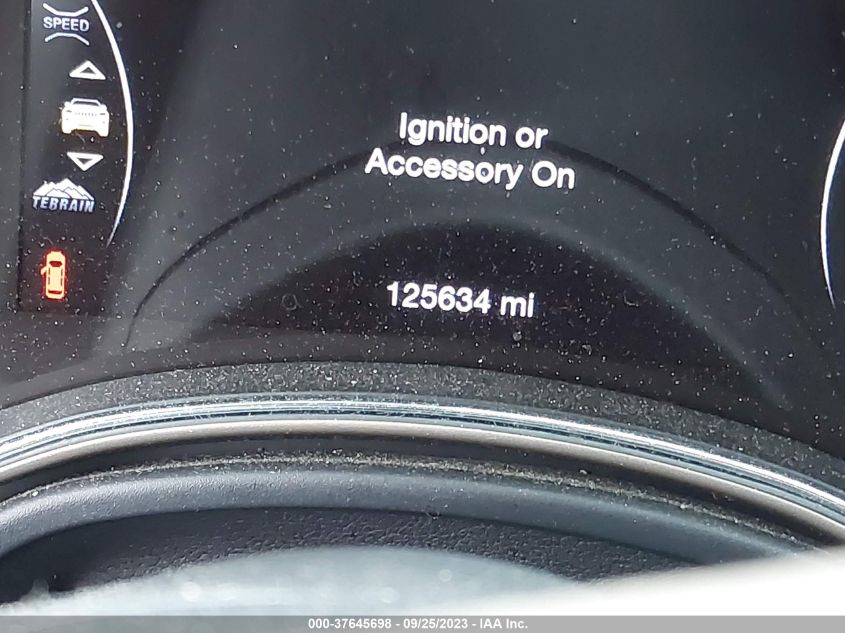 SPEED
Ignition or
Accessory On
TERRAIN
125634 mi
000-37645698 - 09/25/2023 - IAA Inc.